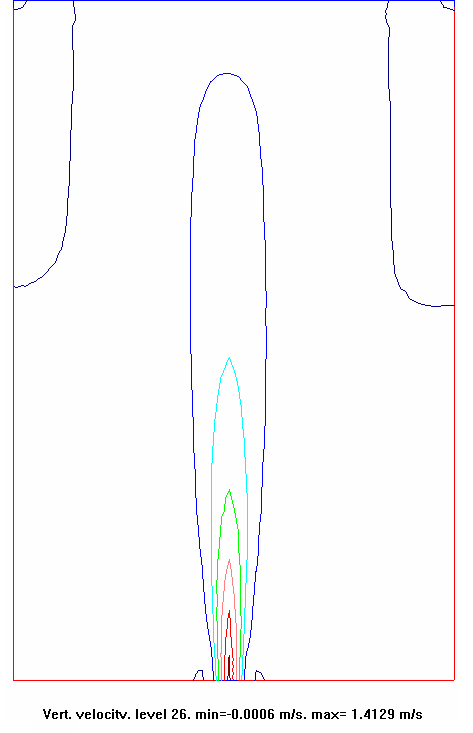 Vert. velocity. level 26. min=-0.0006 m/s. max= 1.4129 m/s